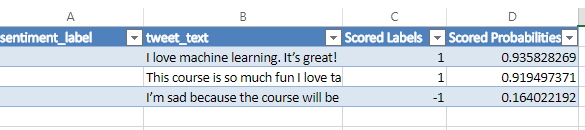 A B C D
sentiment_label tweet_text Scored Labels Scored Probabilities
I love machine learning. It's great! 1 0.935828269
This course is so much fun I love ta 1 0.919497371
I'm sad because the course will be -1 0.164022192